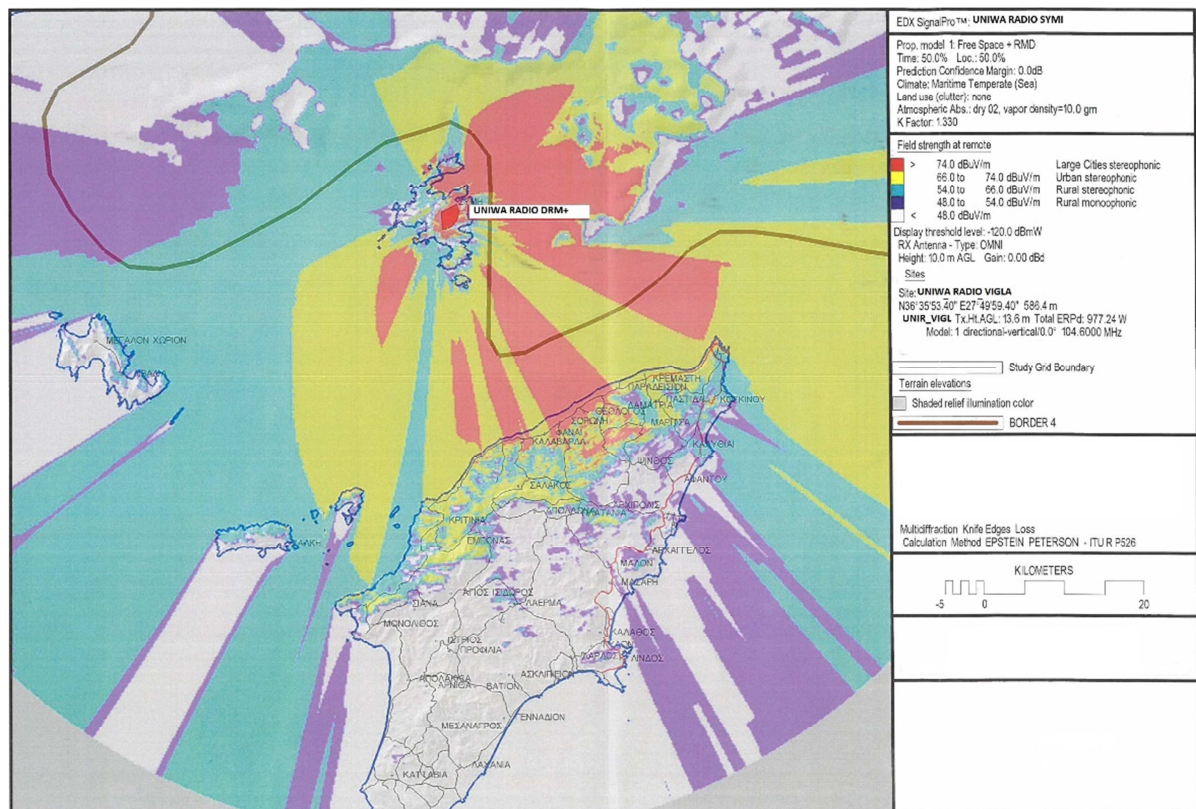 EDX SignalPro™: UNIWA RADIO SYMI
Prop. model 1: Free Space + RMD
Time: 50.0% Loc.: 50.0%
Prediction Confidence Margin: 0.0dB
Climate: Maritime Temperate (Sea)
Land use (clutter): none
Atmospheric Abs.: dry 02, vapor density=10.0 gm
K Factor: 1.330
Field strength at remote
> 74.0 dBuV/m Large Cities stereophonic
66.0 to 74.0 dBuV/m Urban stereophonic
54.0 to 66.0 dBuV/m Rural stereophonic
48.0 to 54.0 dBuV/m Rural monoophonic
< 48.0 dBuV/m
Display threshold level: -120.0 dBmW
RX Antenna - Type: OMNI
Height: 10.0 m AGL Gain: 0.00 dBd
Sites
Site: UNIWA RADIO VIGLA
N36°35'53.40" E27°49'59.40" 586.4 m
UNIR_VIGL Tx.Ht.AGL: 13.6 m Total ERPd: 977.24 W
Model: 1 directional-vertical/0.0° 104.6000 MHz
Study Grid Boundary
Terrain elevations
Shaded relief illumination color
BORDER 4
Multidiffraction Knife Edges Loss
Calculation Method EPSTEIN PETERSON - ITU R P526
KILOMETERS
-5 0 20
UNIWA RADIO DRM+
ΜΕΓΑΛΟΝ ΧΩΡΙΟΝ
ΚΡΕΜΑΣΤΗ
ΠΑΡΑΔΕΙΣΙΟΝ
ΠΑΣΤΙΔΑ
ΚΟΣΚΙΝΟΥ
ΔΑΜΑΤΡΙΑ
ΘΕΟΛΟΓΟΣ
ΣΟΡΩΝΗ
ΜΑΡΙΤΣΑ
ΦΑΝΑΙ
ΚΑΛΑΒΑΡΔΑ
ΚΑΛΥΘΙΑΙ
ΨΙΝΘΟΣ
ΑΦΑΝΤΟΥ
ΣΑΛΑΚΟΣ
ΑΡΧΙΠΟΛΙΣ
ΑΠΟΛΛΩΝΑ
ΠΛΑΤΑΝΙΑ
ΚΡΙΤΙΝΙΑ
ΕΜΠΩΝΑΣ
ΧΑΛΚΗ
ΑΡΧΑΓΓΕΛΟΣ
ΜΑΛΩΝ
ΜΑΣΑΡΗ
ΑΓΙΟΣ ΙΣΙΔΩΡΟΣ
ΣΙΑΝΑ
ΛΑΕΡΜΑ
ΜΟΝΟΛΙΘΟΣ
ΚΑΛΑΘΟΣ
ΙΣΤΡΙΟΣ
ΠΥΛΩΝ
ΠΡΟΦΙΛΙΑ
ΛΑΡΔΟΣ
ΛΙΝΔΟΣ
ΑΣΚΛΗΠΕΙΟΝ
ΑΠΟΛΑΚΚΙΑ
ΑΡΝΙΘΑ
ΒΑΤΙΟΝ
ΕΝΝΑΔΙΟΝ
ΜΕΣΑΝΑΓΡΟΣ
ΛΑΧΑΝΙΑ
ΚΑΤΤΑΒΙΑ